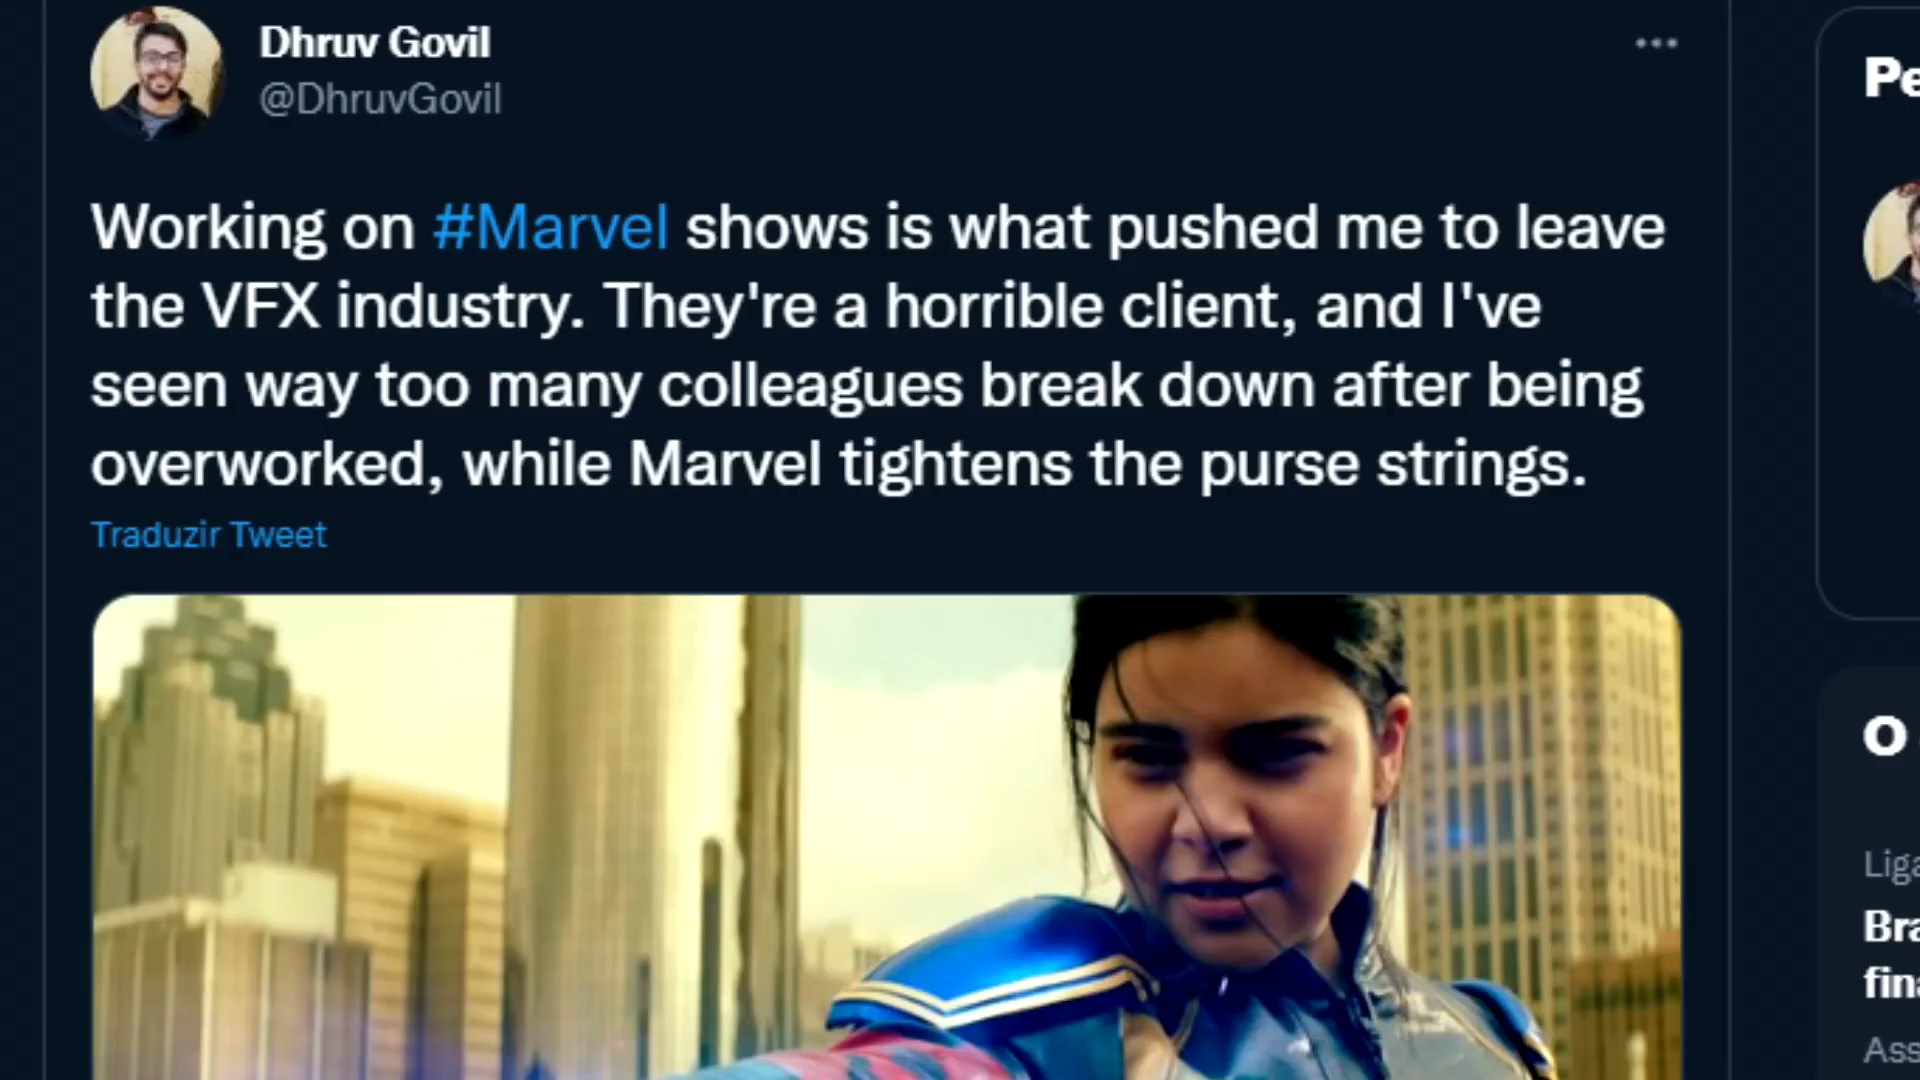 Dhruv Govil
@DhruvGovil
Working on #Marvel shows is what pushed me to leave
the VFX industry. They're a horrible client, and I've
seen way too many colleagues break down after being
overworked, while Marvel tightens the purse strings.
Traduzir Tweet
O